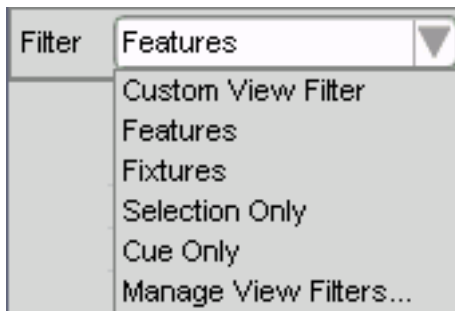 Filter Features
Custom View Filter
Features
Fixtures
Selection Only
Cue Only
Manage View Filters...